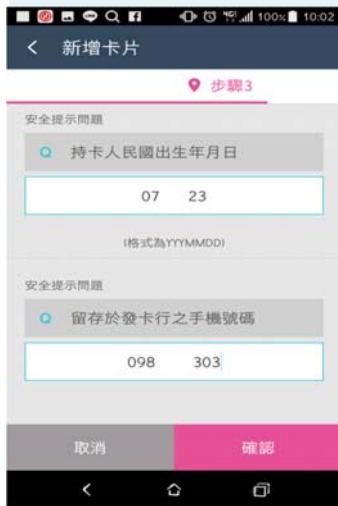 100% 10:02
新增卡片
步驟3
安全提示問題
Q 持卡人民國出生年月日
07 23
(格式為YYYMMDD)
安全提示問題
Q 留存於發卡行之手機號碼
098 303
取消 確認